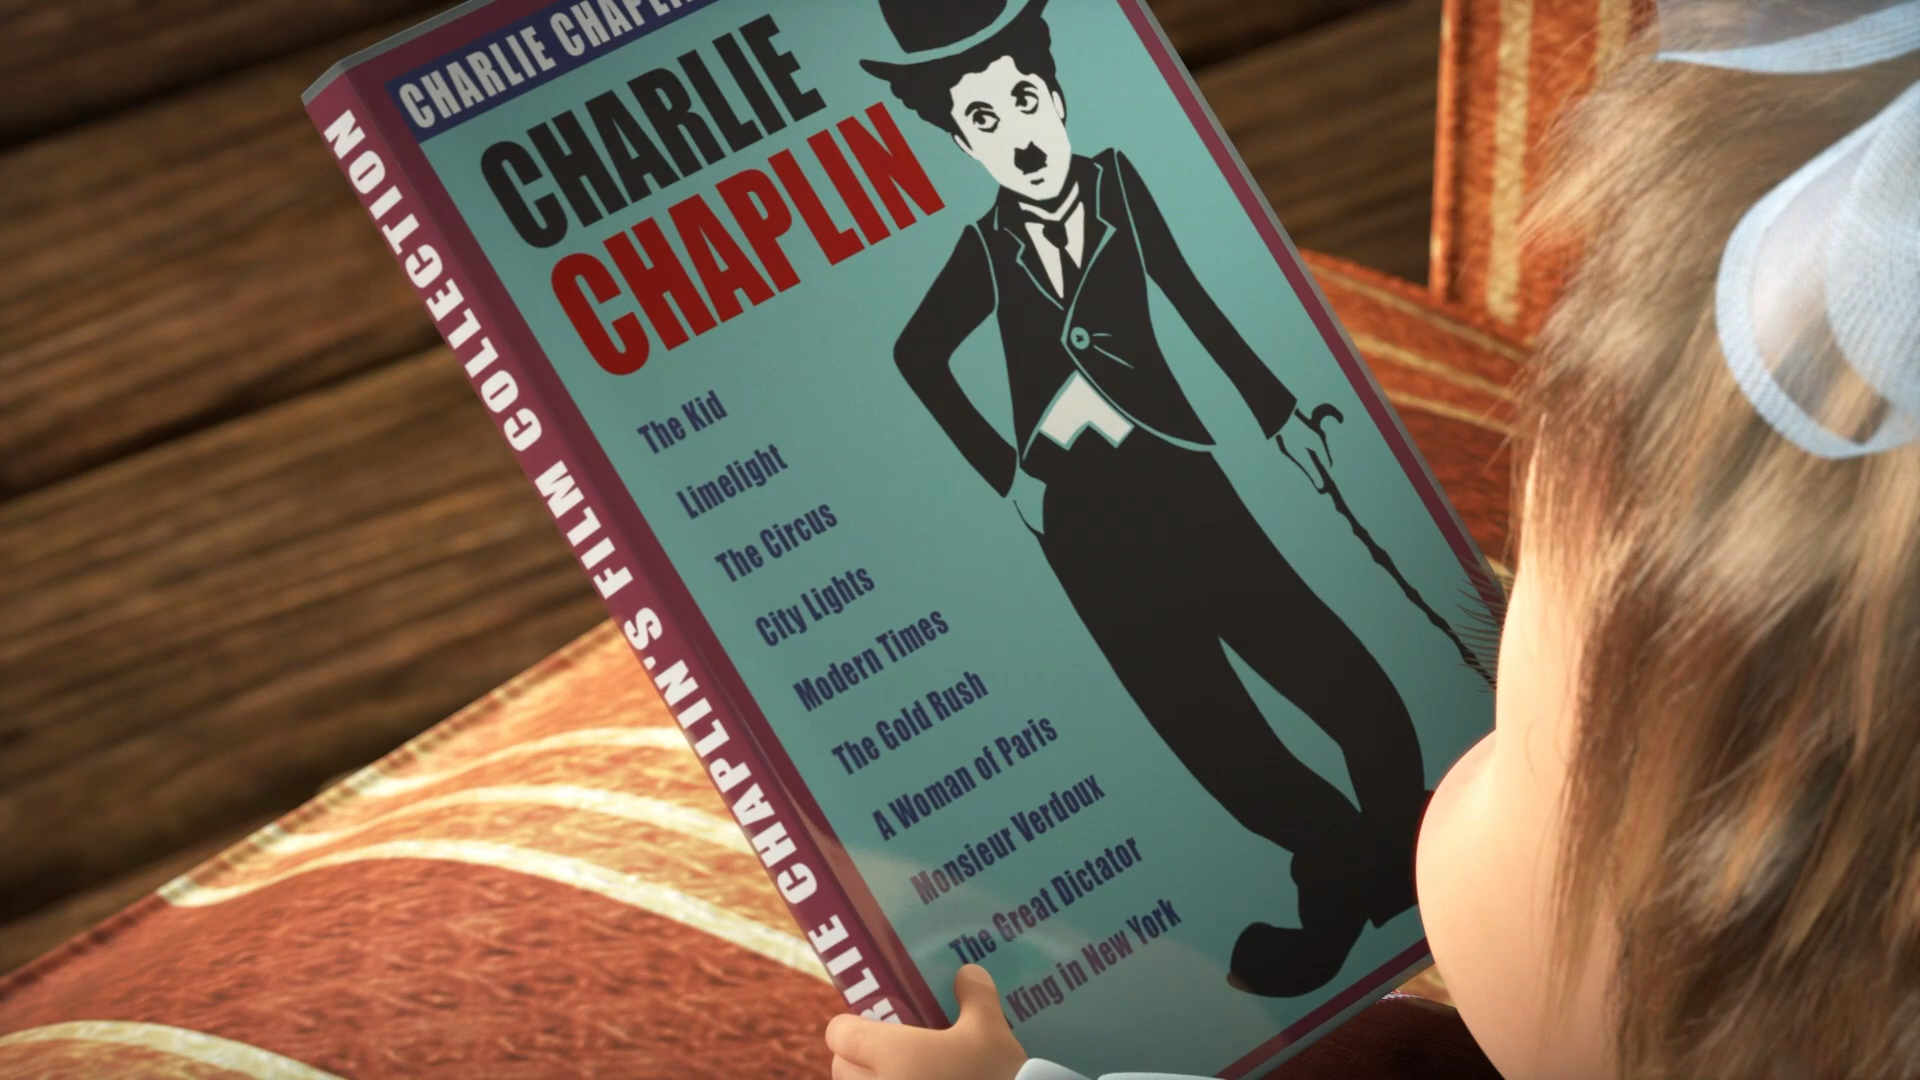 CHARLIE CHAPLIN
CHARLIE
CHAPLIN
The Kid
Limelight
The Circus
City Lights
Modern Times
The Gold Rush
A Woman of Paris
Monsieur Verdoux
The Great Dictator
King in New York
RLIE CHAPLIN'S FILM COLLECTION